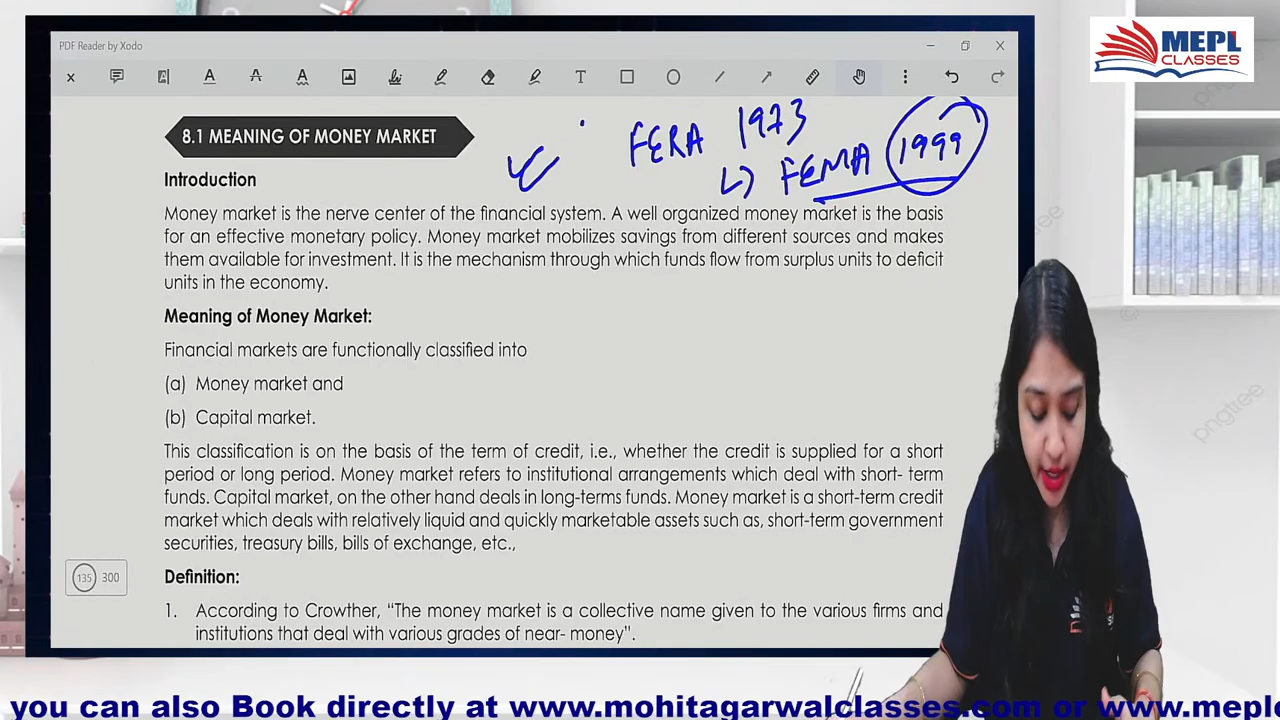 PDF Reader by Xodo
MEPL
CLASSES
8.1 MEANING OF MONEY MARKET
FERA 1973
↳ FEMA 1999
Introduction
Money market is the nerve center of the financial system. A well organized money market is the basis
for an effective monetary policy. Money market mobilizes savings from different sources and makes
them available for investment. It is the mechanism through which funds flow from surplus units to deficit
units in the economy.
Meaning of Money Market:
Financial markets are functionally classified into
(a) Money market and
(b) Capital market.
This classification is on the basis of the term of credit, i.e., whether the credit is supplied for a short
period or long period. Money market refers to institutional arrangements which deal with short- term
funds. Capital market, on the other hand deals in long-terms funds. Money market is a short-term credit
market which deals with relatively liquid and quickly marketable assets such as, short-term government
securities, treasury bills, bills of exchange, etc.,
135 300
Definition:
1. According to Crowther, “The money market is a collective name given to the various firms and
institutions that deal with various grades of near- money”.
pngtree
pngtree
you can also Book directly at www.mohitagarwalclasses.com or www.meplc